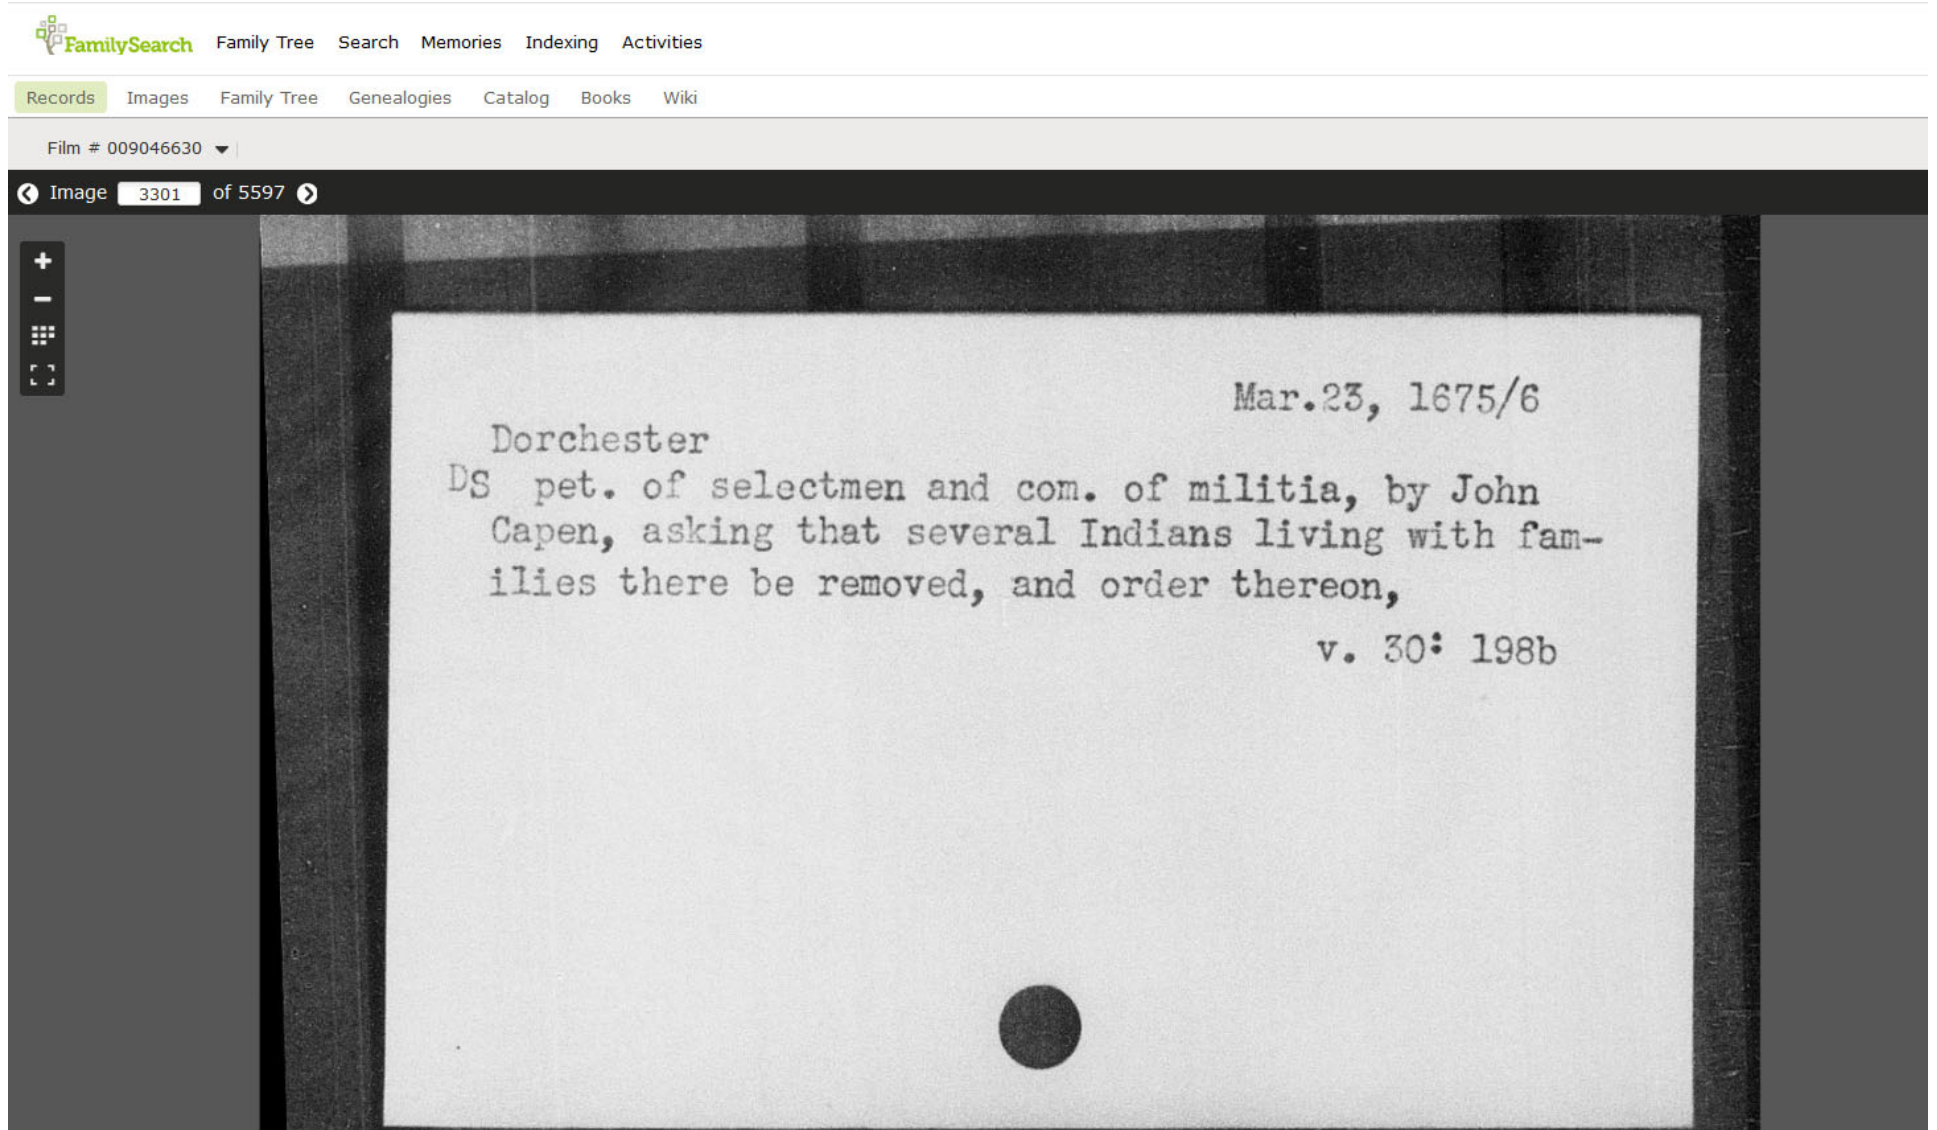 FamilySearch Family Tree Search Memories Indexing Activities
Records Images Family Tree Genealogies Catalog Books Wiki
Film # 009046630
Image 3301 of 5597
Mar.23, 1675/6
Dorchester
DS pet. of selectmen and com. of militia, by John
Capen, asking that several Indians living with fam-
ilies there be removed, and order thereon,
v. 30: 198b